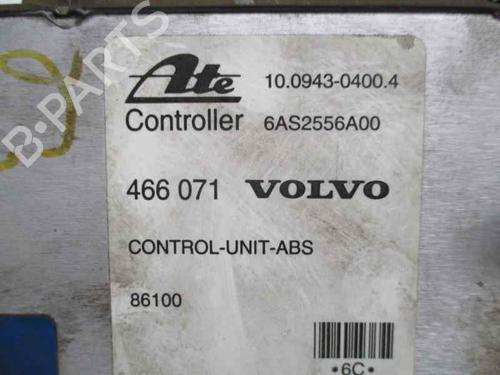 B-PARTS
Ate 10.0943-0400.4
Controller 6AS2556A00
466 071 VOLVO
CONTROL-UNIT-ABS
86100
*6C*